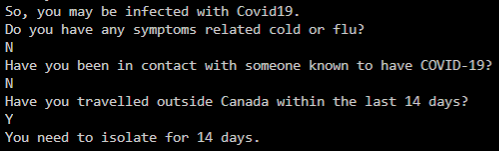 So, you may be infected with Covid19.
Do you have any symptoms related cold or flu?
N
Have you been in contact with someone known to have COVID-19?
N
Have you travelled outside Canada within the last 14 days?
Y
You need to isolate for 14 days.